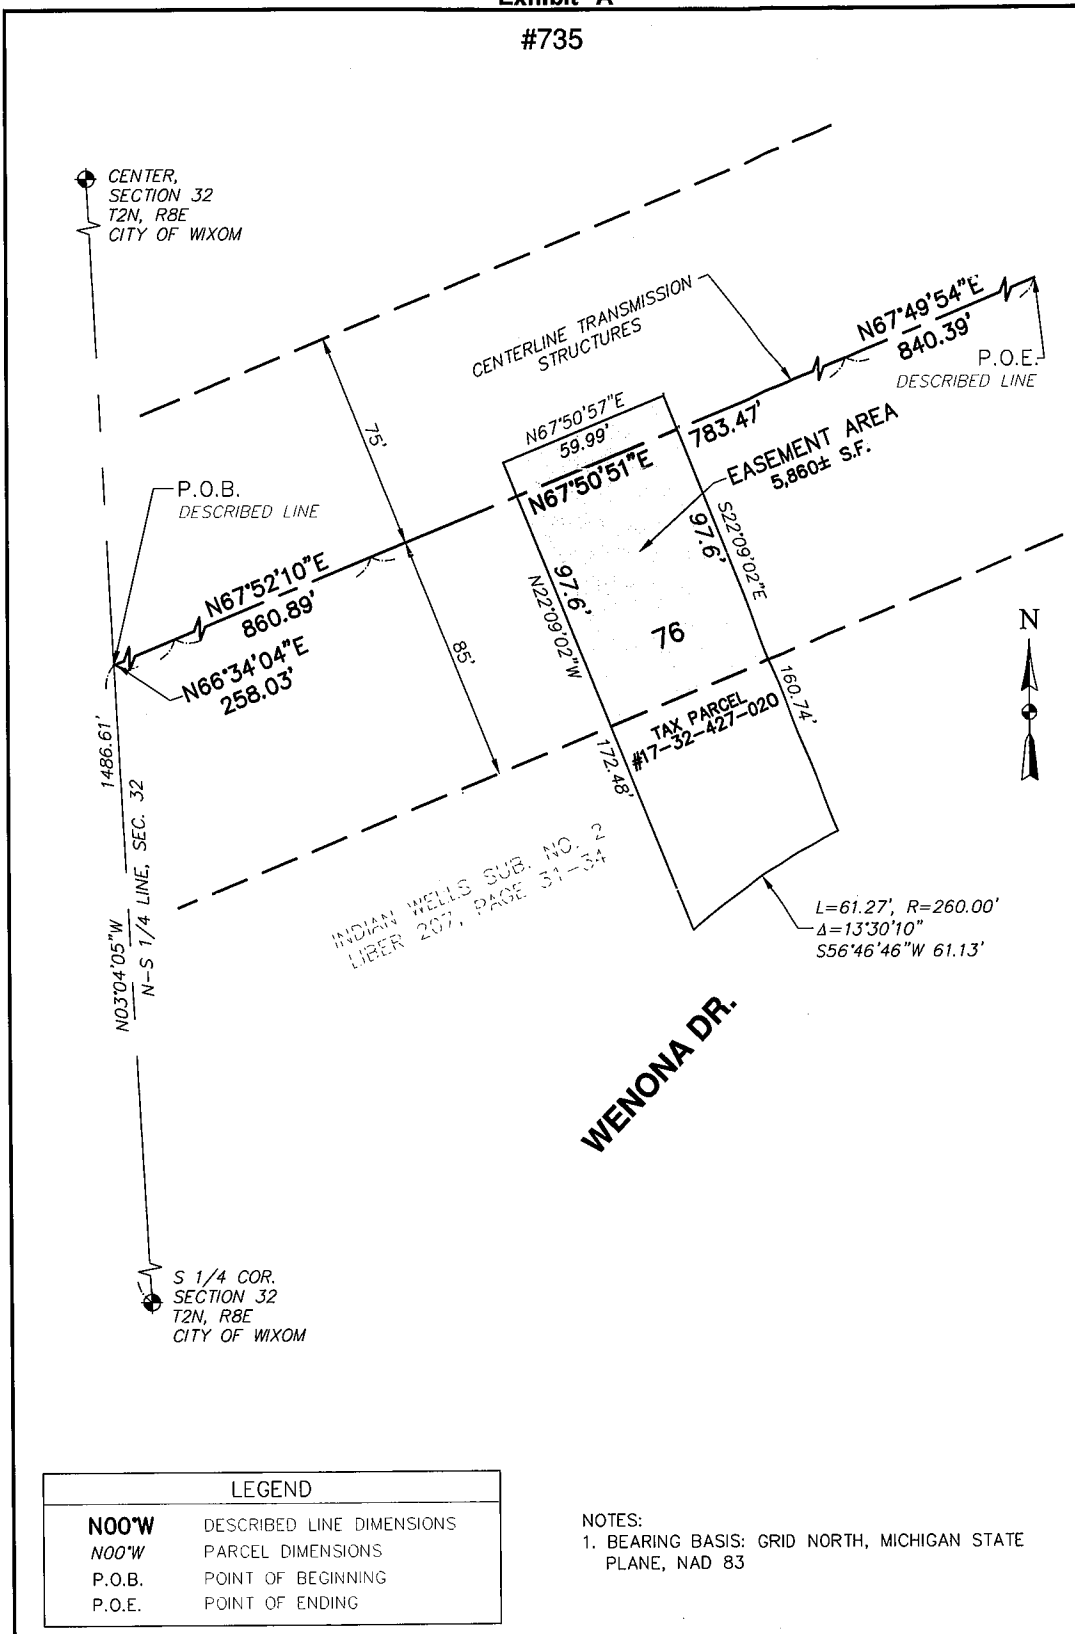 Exhibit "A"
#735
CENTER,
SECTION 32
T2N, R8E
CITY OF WIXOM
CENTERLINE TRANSMISSION
STRUCTURES
N67°49'54"E
840.39'
P.O.E.
DESCRIBED LINE
N67°50'57"E
59.99'
783.47'
75'
EASEMENT AREA
5,860± S.F.
N67°50'51"E
P.O.B.
DESCRIBED LINE
97.6'
S22°09'02"E
N67°52'10"E
860.89'
97.6'
N22°09'02"W
76
N
85'
N66°34'04"E
258.03'
160.74'
TAX PARCEL
#17-32-427-020
172.48'
1486.61'
N03°04'05"W
N-S 1/4 LINE, SEC. 32
INDIAN WELLS SUB. NO. 2
LIBER 207, PAGE 31-34
L=61.27', R=260.00'
Δ=13°30'10"
S56°46'46"W 61.13'
WENONA DR.
S 1/4 COR.
SECTION 32
T2N, R8E
CITY OF WIXOM
LEGEND
N00°W DESCRIBED LINE DIMENSIONS
N00°W PARCEL DIMENSIONS
P.O.B. POINT OF BEGINNING
P.O.E. POINT OF ENDING
NOTES:
1. BEARING BASIS: GRID NORTH, MICHIGAN STATE
PLANE, NAD 83